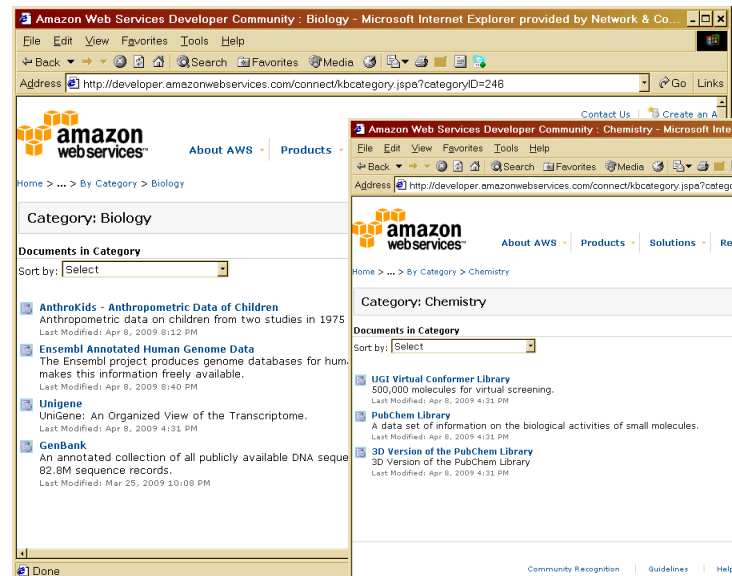 Amazon Web Services Developer Community : Biology - Microsoft Internet Explorer provided by Network & Co...
File Edit View Favorites Tools Help
Back Search Favorites Media
Address http://developer.amazonwebservices.com/connect/kbcategory.jspa?categoryID=246 Go Links
Contact Us Create an A
amazon
webservices™
About AWS Products
Home > ... > By Category > Biology
Category: Biology
Documents in Category
Sort by: Select
AnthroKids - Anthropometric Data of Children
Anthropometric data on children from two studies in 1975
Last Modified: Apr 8, 2009 8:12 PM
Ensembl Annotated Human Genome Data
The Ensembl project produces genome databases for hum
makes this information freely available.
Last Modified: Apr 8, 2009 8:40 PM
Unigene
UniGene: An Organized View of the Transcriptome.
Last Modified: Apr 8, 2009 4:31 PM
GenBank
An annotated collection of all publicly available DNA seque
82.8M sequence records.
Last Modified: Mar 25, 2009 10:08 PM
Done
Amazon Web Services Developer Community : Chemistry - Microsoft Inte
File Edit View Favorites Tools Help
Back Search Favorites Media
Address http://developer.amazonwebservices.com/connect/kbcategory.jspa?catego
amazon
webservices™
About AWS Products Solutions Re
Home > ... > By Category > Chemistry
Category: Chemistry
Documents in Category
Sort by: Select
UGI Virtual Conformer Library
500,000 molecules for virtual screening.
Last Modified: Apr 8, 2009 4:31 PM
PubChem Library
A data set of information on the biological activities of small molecules.
Last Modified: Apr 8, 2009 4:31 PM
3D Version of the PubChem Library
3D Version of the PubChem Library
Last Modified: Apr 8, 2009 4:31 PM
Community Recognition Guidelines Help